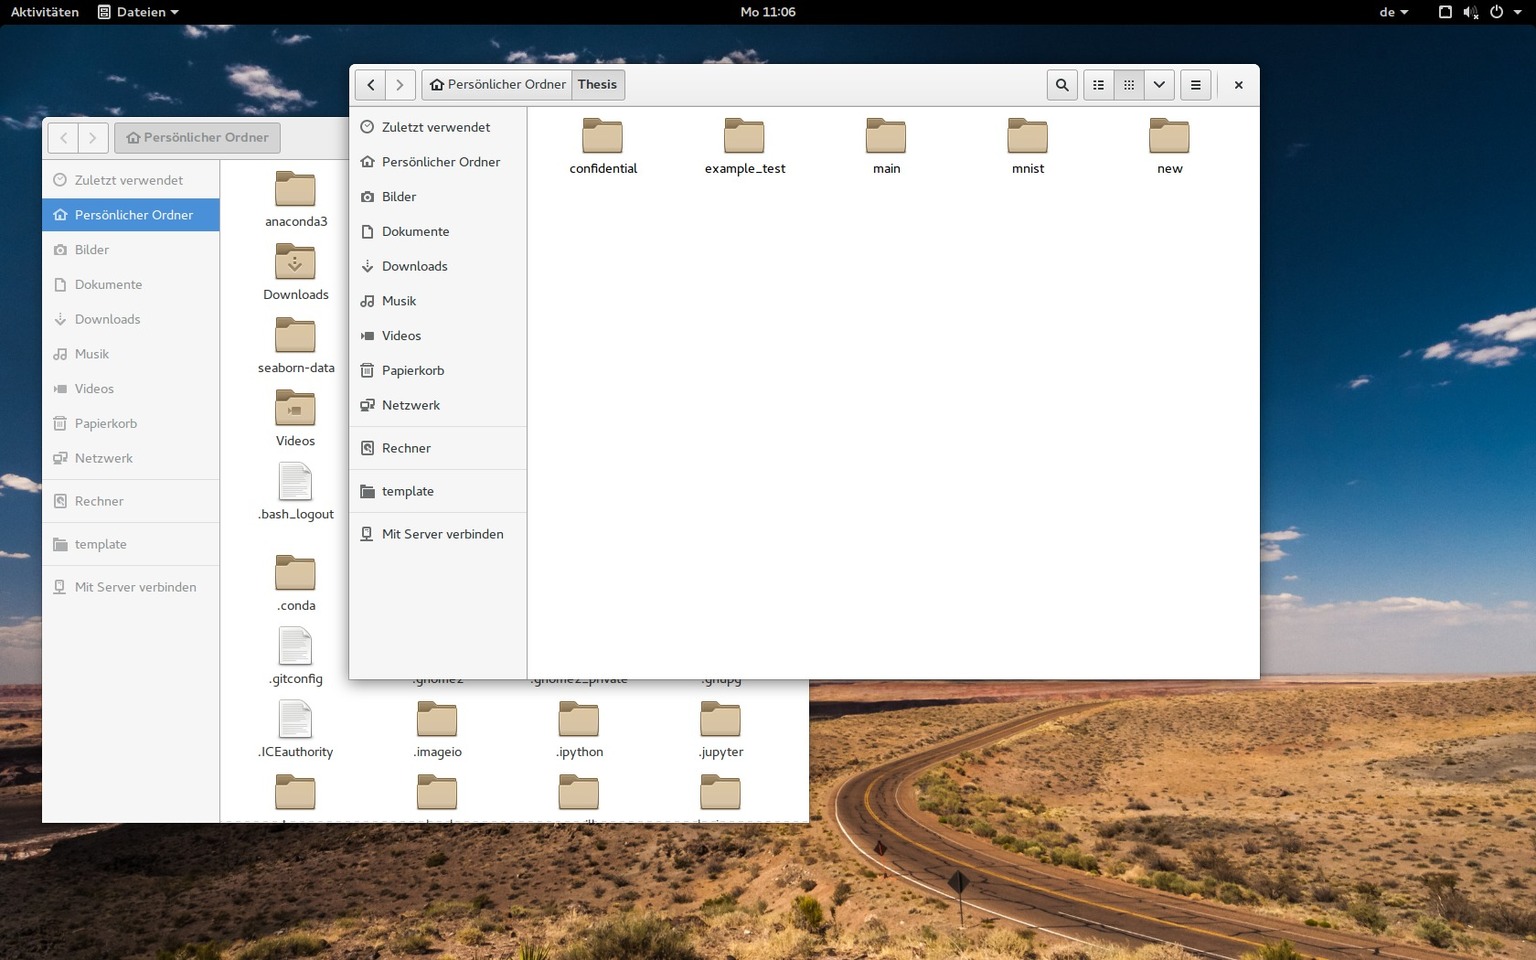 Aktivitäten Dateien Mo 11:06 de
Persönlicher Ordner Thesis
Zuletzt verwendet
Persönlicher Ordner
Bilder
Dokumente
Downloads
Musik
Videos
Papierkorb
Netzwerk
Rechner
template
Mit Server verbinden
confidential example_test main mnist new
Persönlicher Ordner
Zuletzt verwendet
Persönlicher Ordner
Bilder
Dokumente
Downloads
Musik
Videos
Papierkorb
Netzwerk
Rechner
template
Mit Server verbinden
anaconda3
Downloads
seaborn-data
Videos
.bash_logout
.conda
.gitconfig .gnome2 .gnome2_private .gnupg
.ICEauthority .imageio .ipython .jupyter